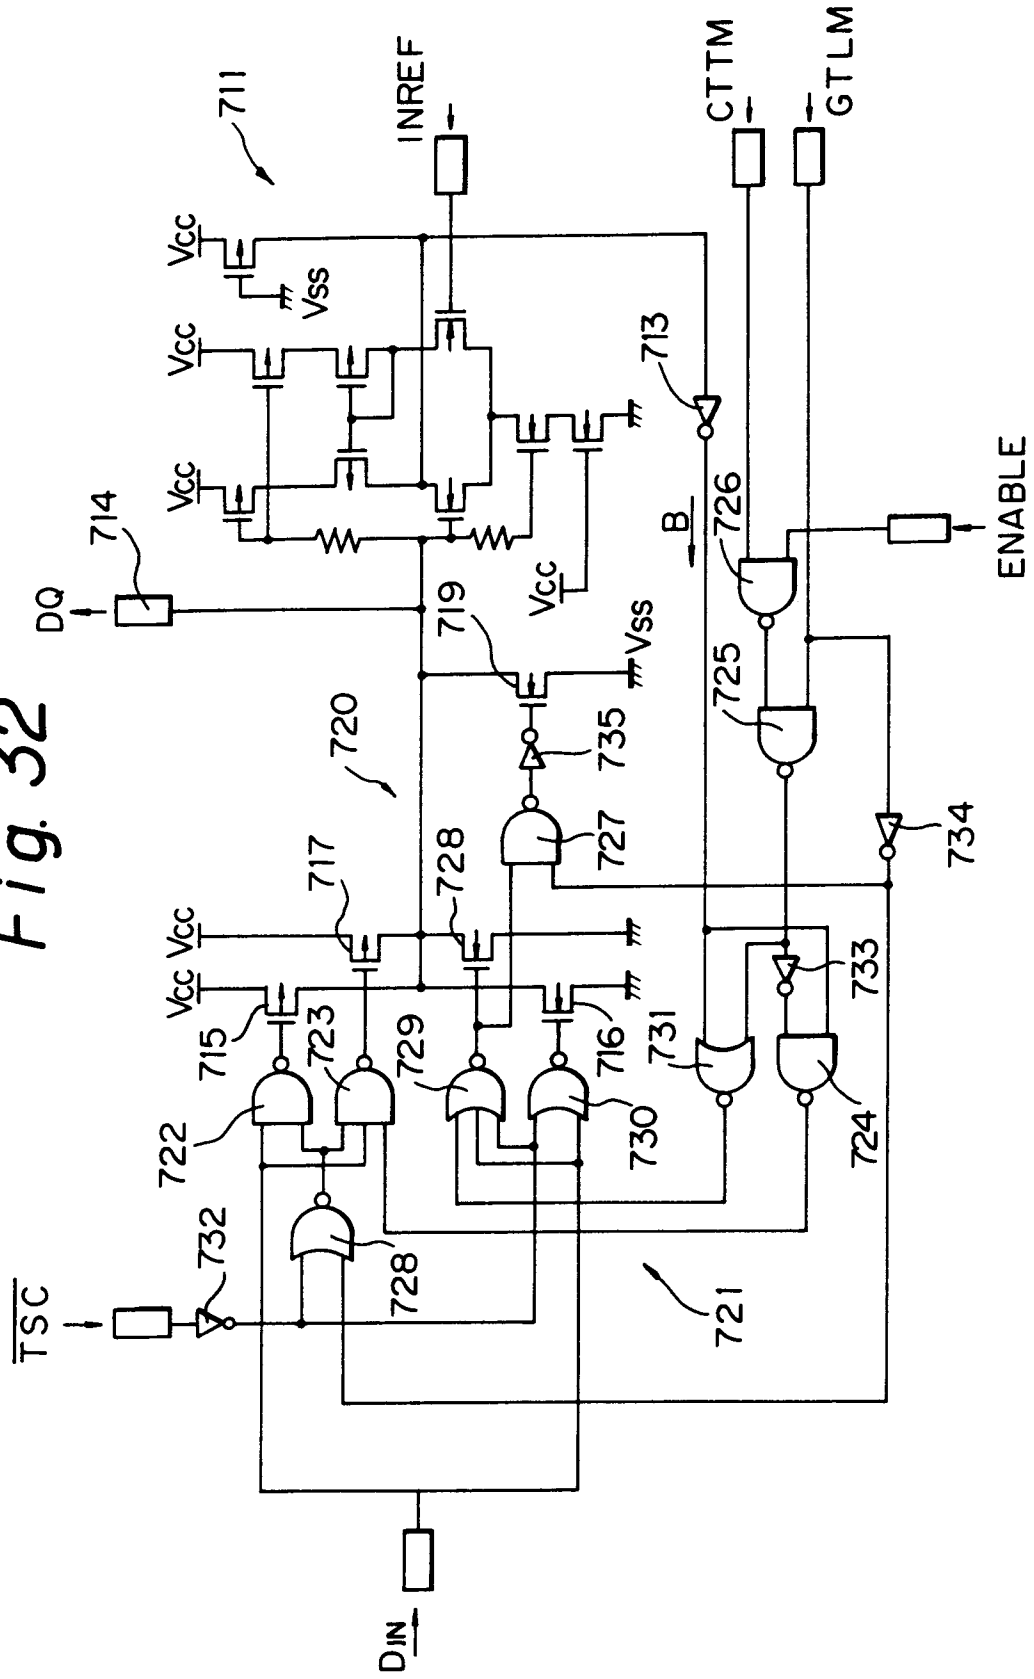 Fig. 32
DQ
714
711
Vcc
Vcc
Vcc
Vss
INREF
CTTM
GTLM
713
B
Vcc
726
ENABLE
725
719
Vss
720
735
727
734
717
728
Vcc
Vcc
715
723
722
729
716
730
731
733
724
732
728
721
TSC
DIN